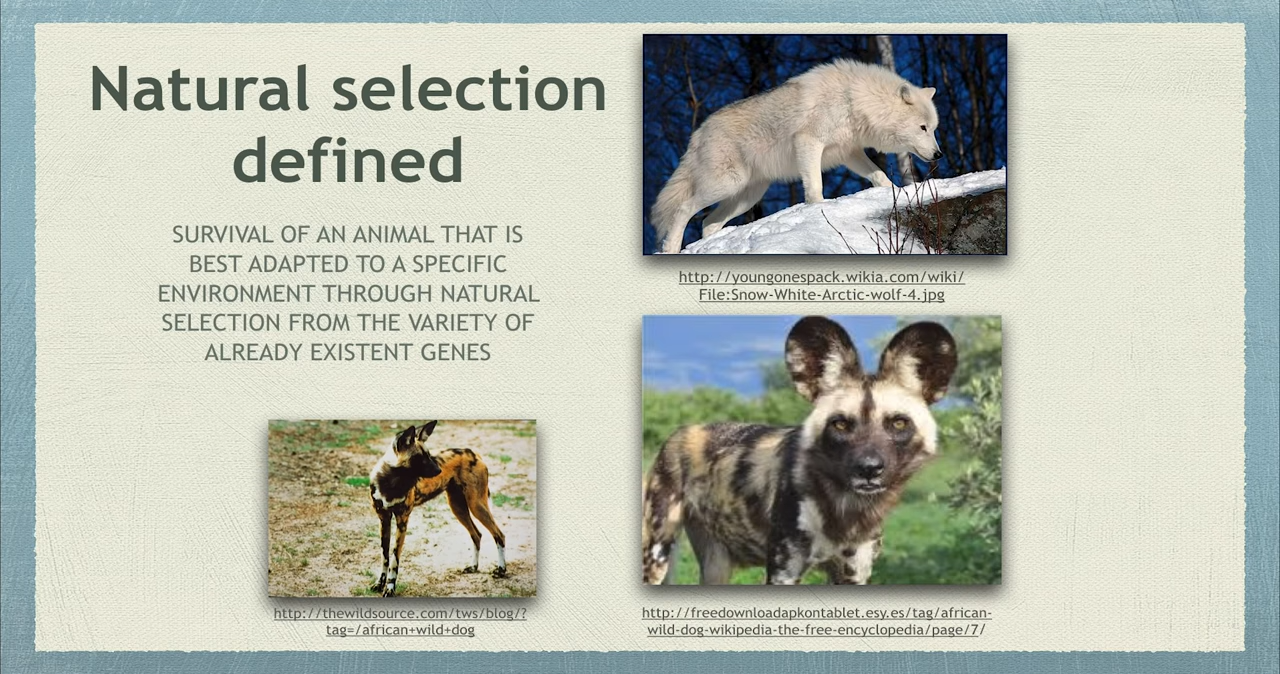 Natural selection
defined
SURVIVAL OF AN ANIMAL THAT IS
BEST ADAPTED TO A SPECIFIC
ENVIRONMENT THROUGH NATURAL
SELECTION FROM THE VARIETY OF
ALREADY EXISTENT GENES
http://youngonespack.wikia.com/wiki/
File:Snow-White-Arctic-wolf-4.jpg
http://thewildsource.com/tws/blog/?
tag=/african+wild+dog
http://freedownloadapkontablet.esy.es/tag/african-
wild-dog-wikipedia-the-free-encyclopedia/page/7/